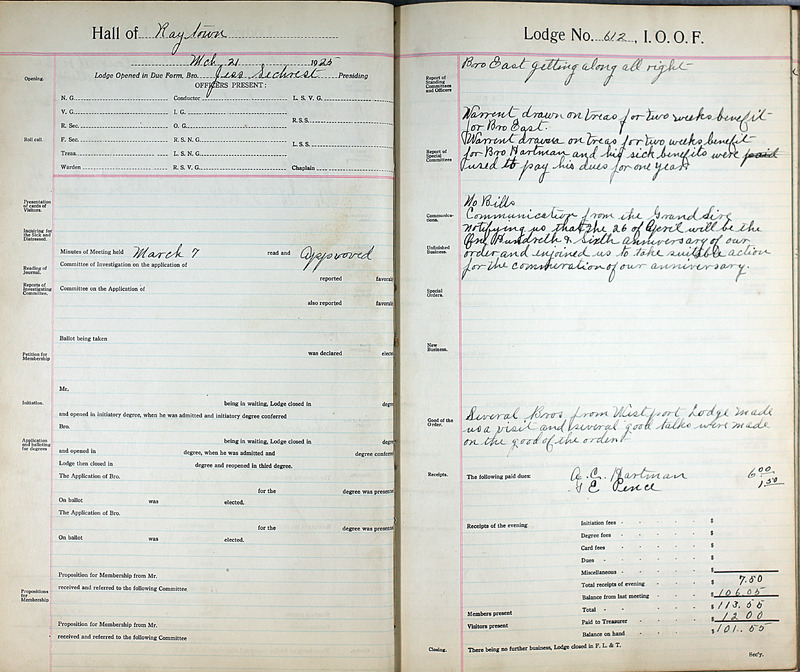 Hall of Raytown
Mch 21 1925
Opening.
Lodge Opened in Due Form, Bro. Jess Sechrest Presiding
OFFICERS PRESENT:
N. G. Conductor L. S. V. G.
V. G. I. G.
R. S. S.
R. Sec. O. G.
Roll call.
F. Sec. R. S. N. G.
L. S. S.
Treas. L. S. N. G.
Warden R. S. V. G. Chaplain
Presentation of cards of Visitors.
Inquiring for the Sick and Distressed.
Minutes of Meeting held March 7 read and approved
Reading of Journal.
Committee of Investigation on the application of
reported favorab
Reports of Investigating Committee.
Committee on the Application of
also reported favorab
Ballot being taken
Petition for Membership
was declared elect
Mr.
Initiation.
being in waiting, Lodge closed in degre
and opened in initiatory degree, when he was admitted and initiatory degree conferred
Bro.
Application and balloting for degrees
being in waiting, Lodge closed in degre
and opened in degree, when he was admitted and degree conferre
Lodge then closed in degree and reopened in third degree.
The Application of Bro.
for the degree was presente
On ballot was elected.
The Application of Bro.
for the degree was presente
On ballot was elected.
Proposition for Membership from Mr.
Propositions for Membership
received and referred to the following Committee
Proposition for Membership from Mr.
received and referred to the following Committee
Lodge No. 612, I. O. O. F.
Report of Standing Committees and Officers
Bro East getting along all right
Warrent drawn on treas for two weeks benefit
for Bro East.
Report of Special Committees
Warrent drawn on treas for two weeks benefit
for Bro Hartman and his sick benefits were paid
used to pay his dues for one year.
No Bills
Communications.
Communication from the Grand Sire
notifying us that the 26 of April will be the
One Hundreth & Sixth anniversary of our
Unfinished Business.
order and enjoined us to take suitable action
for the commeration of our anniversary.
Special Orders.
New Business.
Good of the Order.
Several Bros from Westport Lodge made
us a visit and several good talks were made
on the good of the order.
Receipts.
The following paid dues: A. C. Hartman 6.00
G E Pence 1.50
Receipts of the evening
Initiation fees $
Degree fees $
Card fees $
Dues $
Miscellaneous $
Total receipts of evening $ 7.50
Balance from last meeting $ 106.05
Members present
Total $ 113.55
Visitors present
Paid to Treasurer $ 12 00
Balance on hand $ 101.55
Closing.
There being no further business, Lodge closed in F. L. & T.
Sec'y.